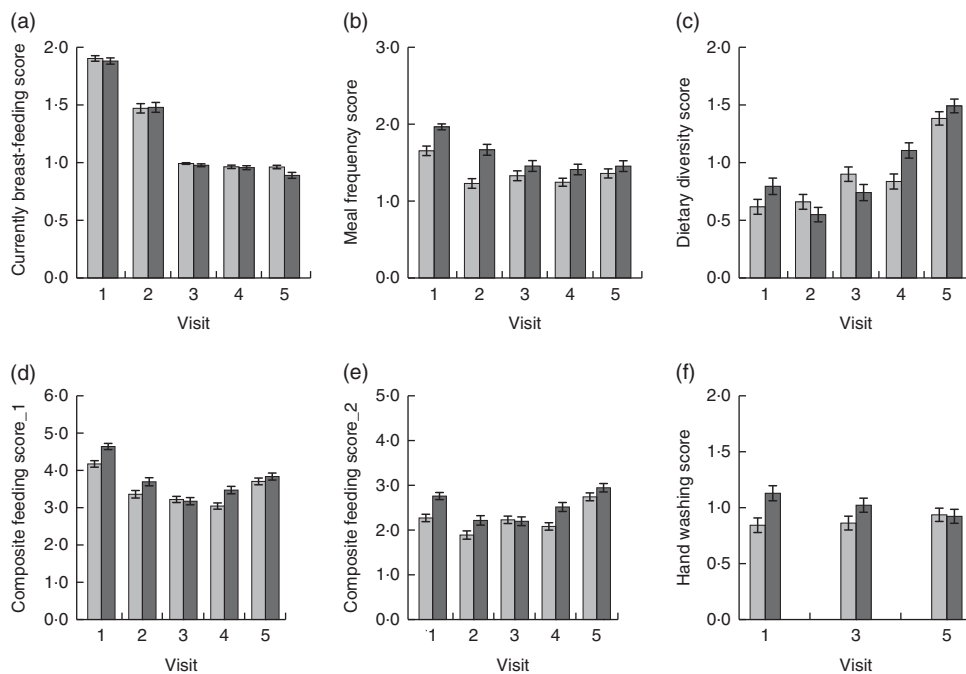 (a)
Currently breast-feeding score
2·0
1·5
1·0
0·5
0·0
1 2 3 4 5
Visit
(b)
Meal frequency score
3·0
2·0
1·0
0·0
1 2 3 4 5
Visit
(c)
Dietary diversity score
2·0
1·5
1·0
0·5
0·0
1 2 3 4 5
Visit
(d)
Composite feeding score_1
6·0
5·0
4·0
3·0
2·0
1·0
0·0
1 2 3 4 5
Visit
(e)
Composite feeding score_2
5·0
4·0
3·0
2·0
1·0
0·0
1 2 3 4 5
Visit
(f)
Hand washing score
2·0
1·5
1·0
0·5
0·0
1 3 5
Visit